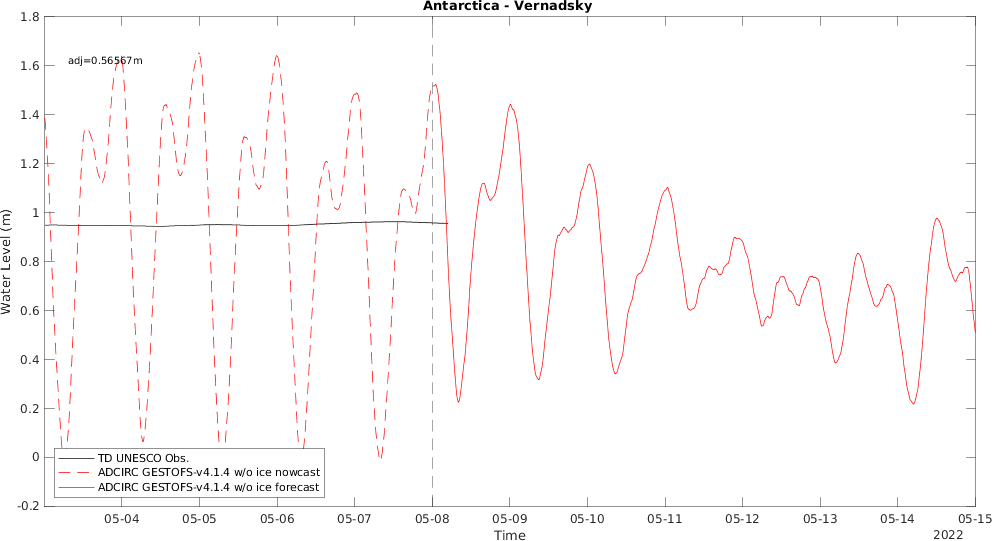 Antarctica - Vernadsky
1.8
1.6
1.4
1.2
1
0.8
0.6
0.4
0.2
0
-0.2
Water Level (m)
adj=0.56567m
TD UNESCO Obs.
ADCIRC GESTOFS-v4.1.4 w/o ice nowcast
ADCIRC GESTOFS-v4.1.4 w/o ice forecast
05-04 05-05 05-06 05-07 05-08 05-09 05-10 05-11 05-12 05-13 05-14 05-15
Time
2022